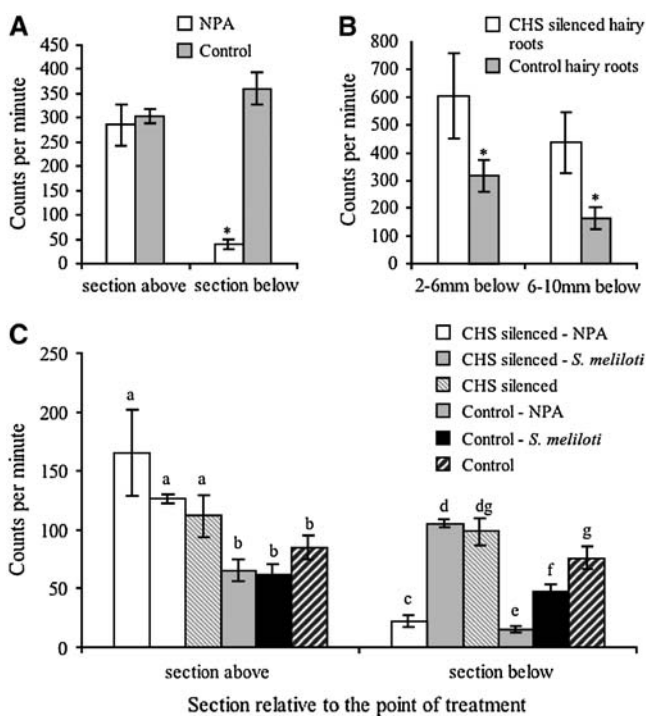 A
NPA
Control
Counts per minute
450
400
350
300
250
200
150
100
50
0
*
section above section below
B
CHS silenced hairy
roots
Control hairy roots
Counts per minute
800
700
600
500
400
300
200
100
000
*
*
2-6mm below 6-10mm below
C
CHS silenced - NPA
CHS silenced - S. meliloti
CHS silenced
Control - NPA
Control - S. meliloti
Control
Counts per minute
250
200
150
100
50
0
a
a
a
b
b
b
c
d
dg
e
f
g
section above section below
Section relative to the point of treatment